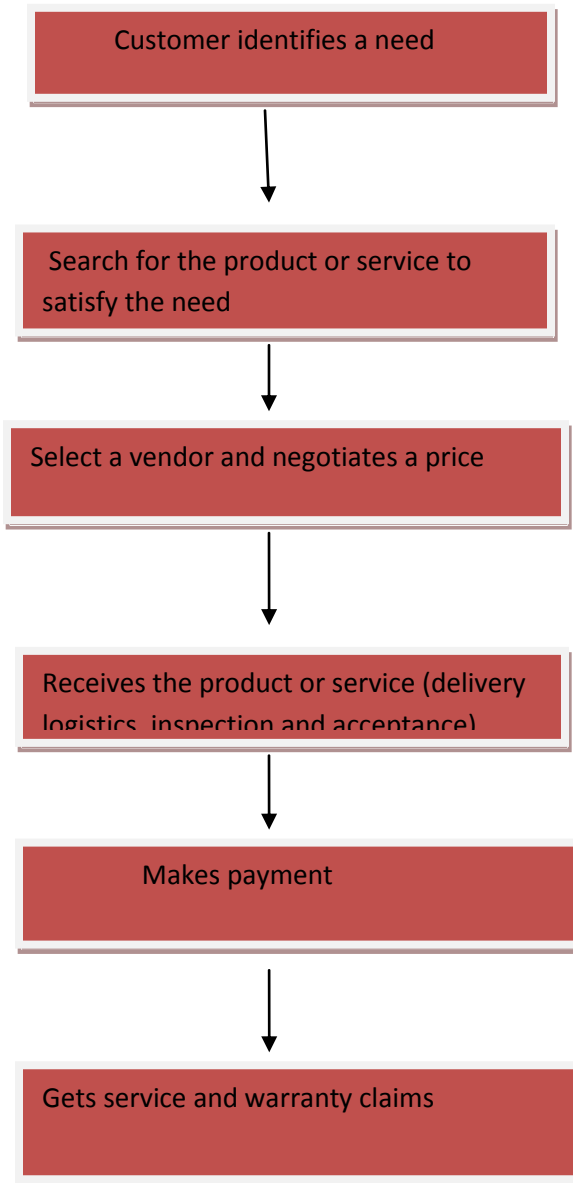 Customer identifies a need
Search for the product or service to
satisfy the need
Select a vendor and negotiates a price
Receives the product or service (delivery
logistics, inspection and acceptance)
Makes payment
Gets service and warranty claims